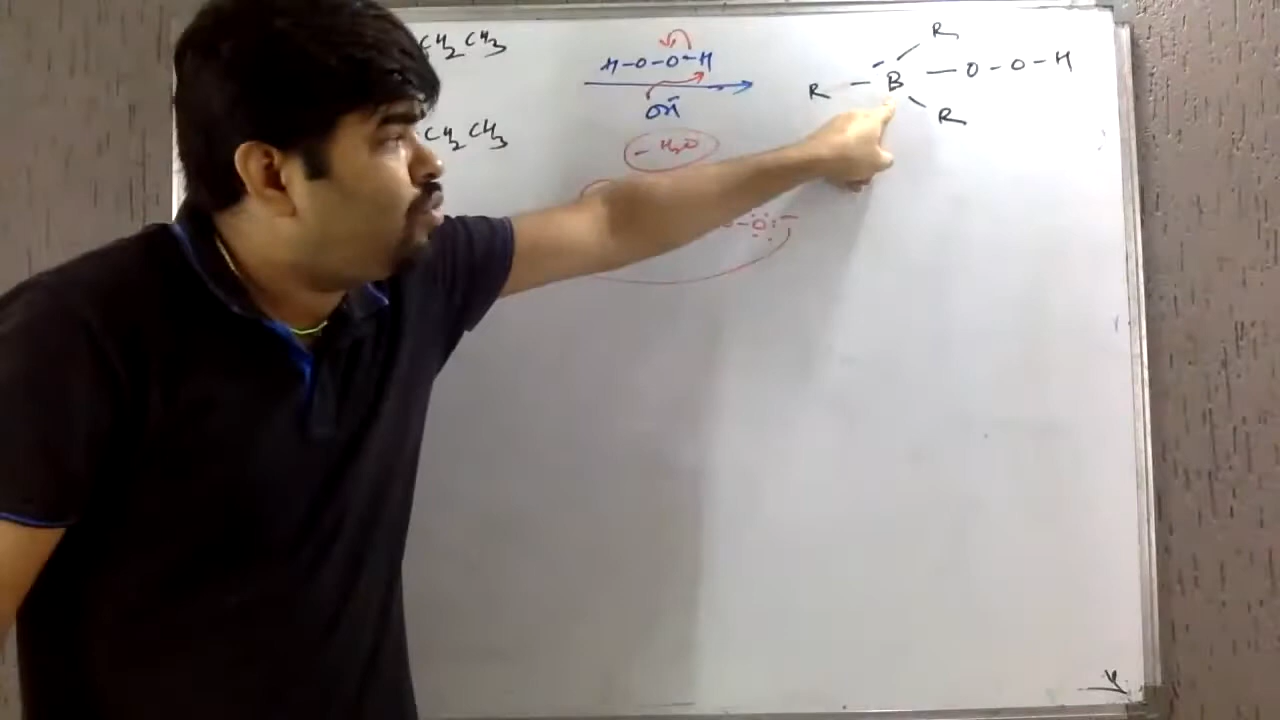 CH₂CH₃
H-O-O-H
OH⁻
- H₂O
CH₂CH₃
-Ö:⁻
R
R - B⁻ - O - O - H
R